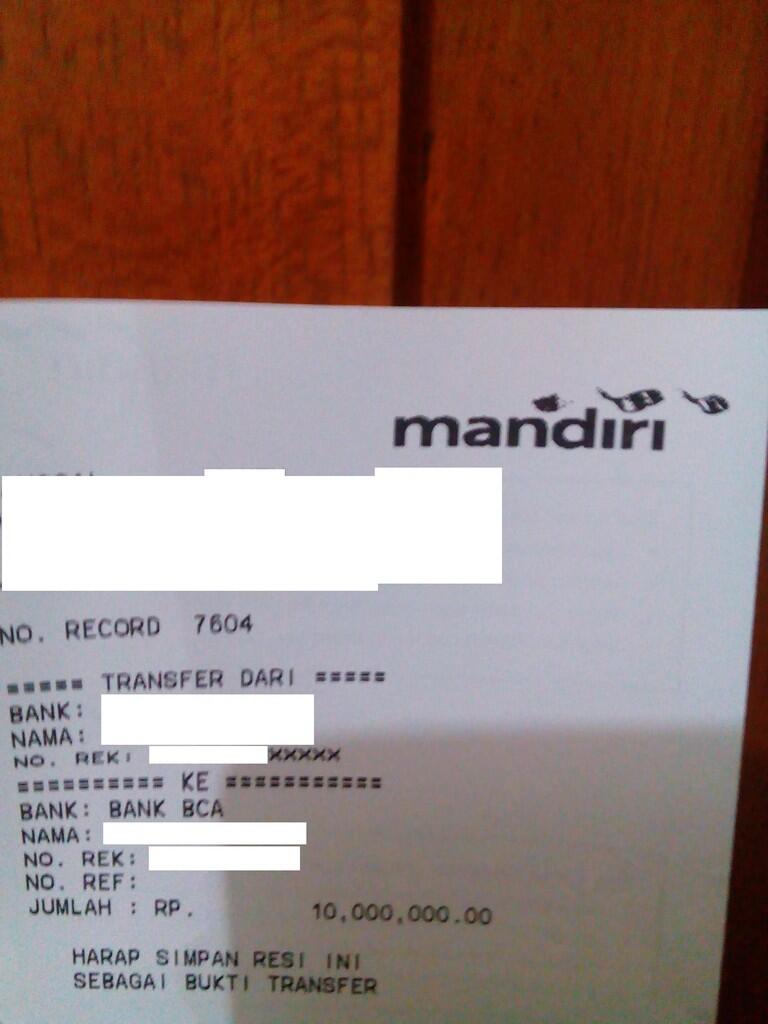 mandiri
NO. RECORD 7604
===== TRANSFER DARI =====
BANK:
NAMA:
NO. REK: XXXXX
========== KE ===========
BANK: BANK BCA
NAMA:
NO. REK:
NO. REF:
JUMLAH : RP. 10,000,000.00
HARAP SIMPAN RESI INI
SEBAGAI BUKTI TRANSFER